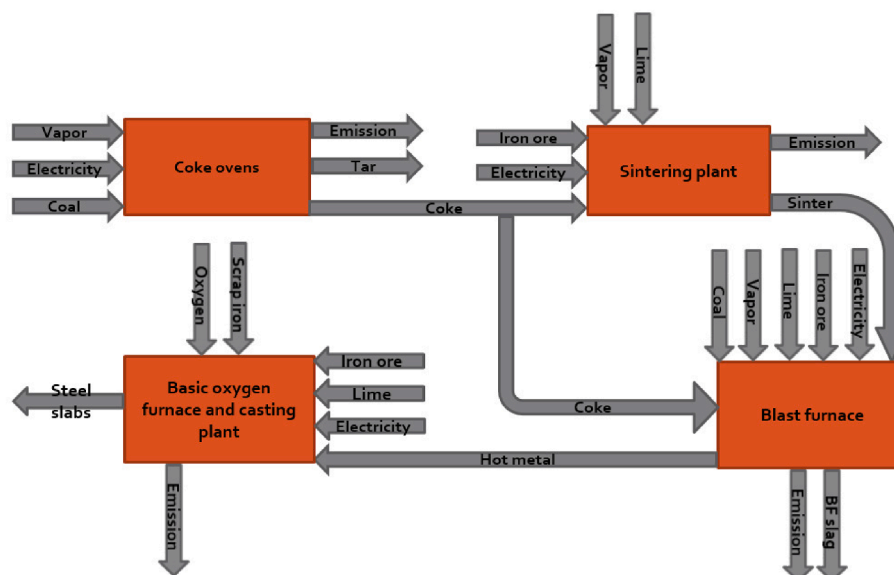 Vapor
Lime
Vapor
Electricity
Coal
Coke ovens
Emission
Tar
Coke
Iron ore
Electricity
Sintering plant
Emission
Sinter
Oxygen
Scrap iron
Coal
Vapor
Lime
Iron ore
Electricity
Steel
slabs
Basic oxygen
furnace and casting
plant
Iron ore
Lime
Electricity
Coke
Blast furnace
Hot metal
Emission
Emission
BF slag